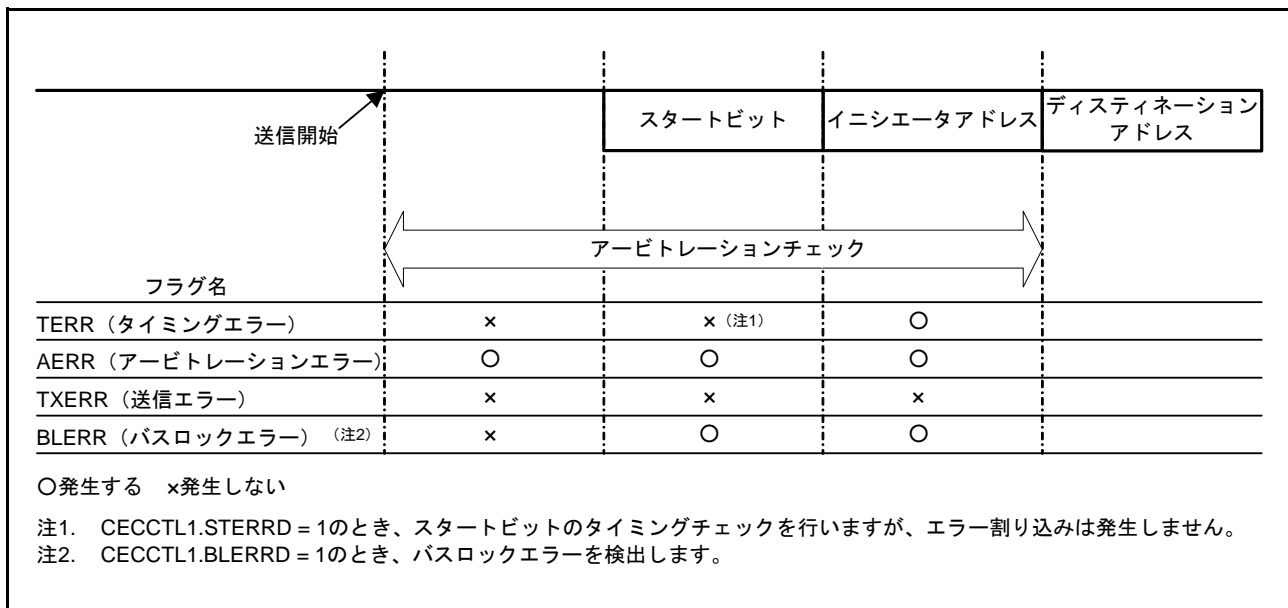 送信開始
スタートビット
イニシエータアドレス
ディスティネーション
アドレス
アービトレーションチェック
フラグ名
TERR（タイミングエラー） × ×（注1） ○
AERR（アービトレーションエラー） ○ ○ ○
TXERR（送信エラー） × × ×
BLERR（バスロックエラー）（注2） × ○ ○
○発生する ×発生しない
注1. CECCTL1.STERRD = 1のとき、スタートビットのタイミングチェックを行いますが、エラー割り込みは発生しません。
注2. CECCTL1.BLERRD = 1のとき、バスロックエラーを検出します。